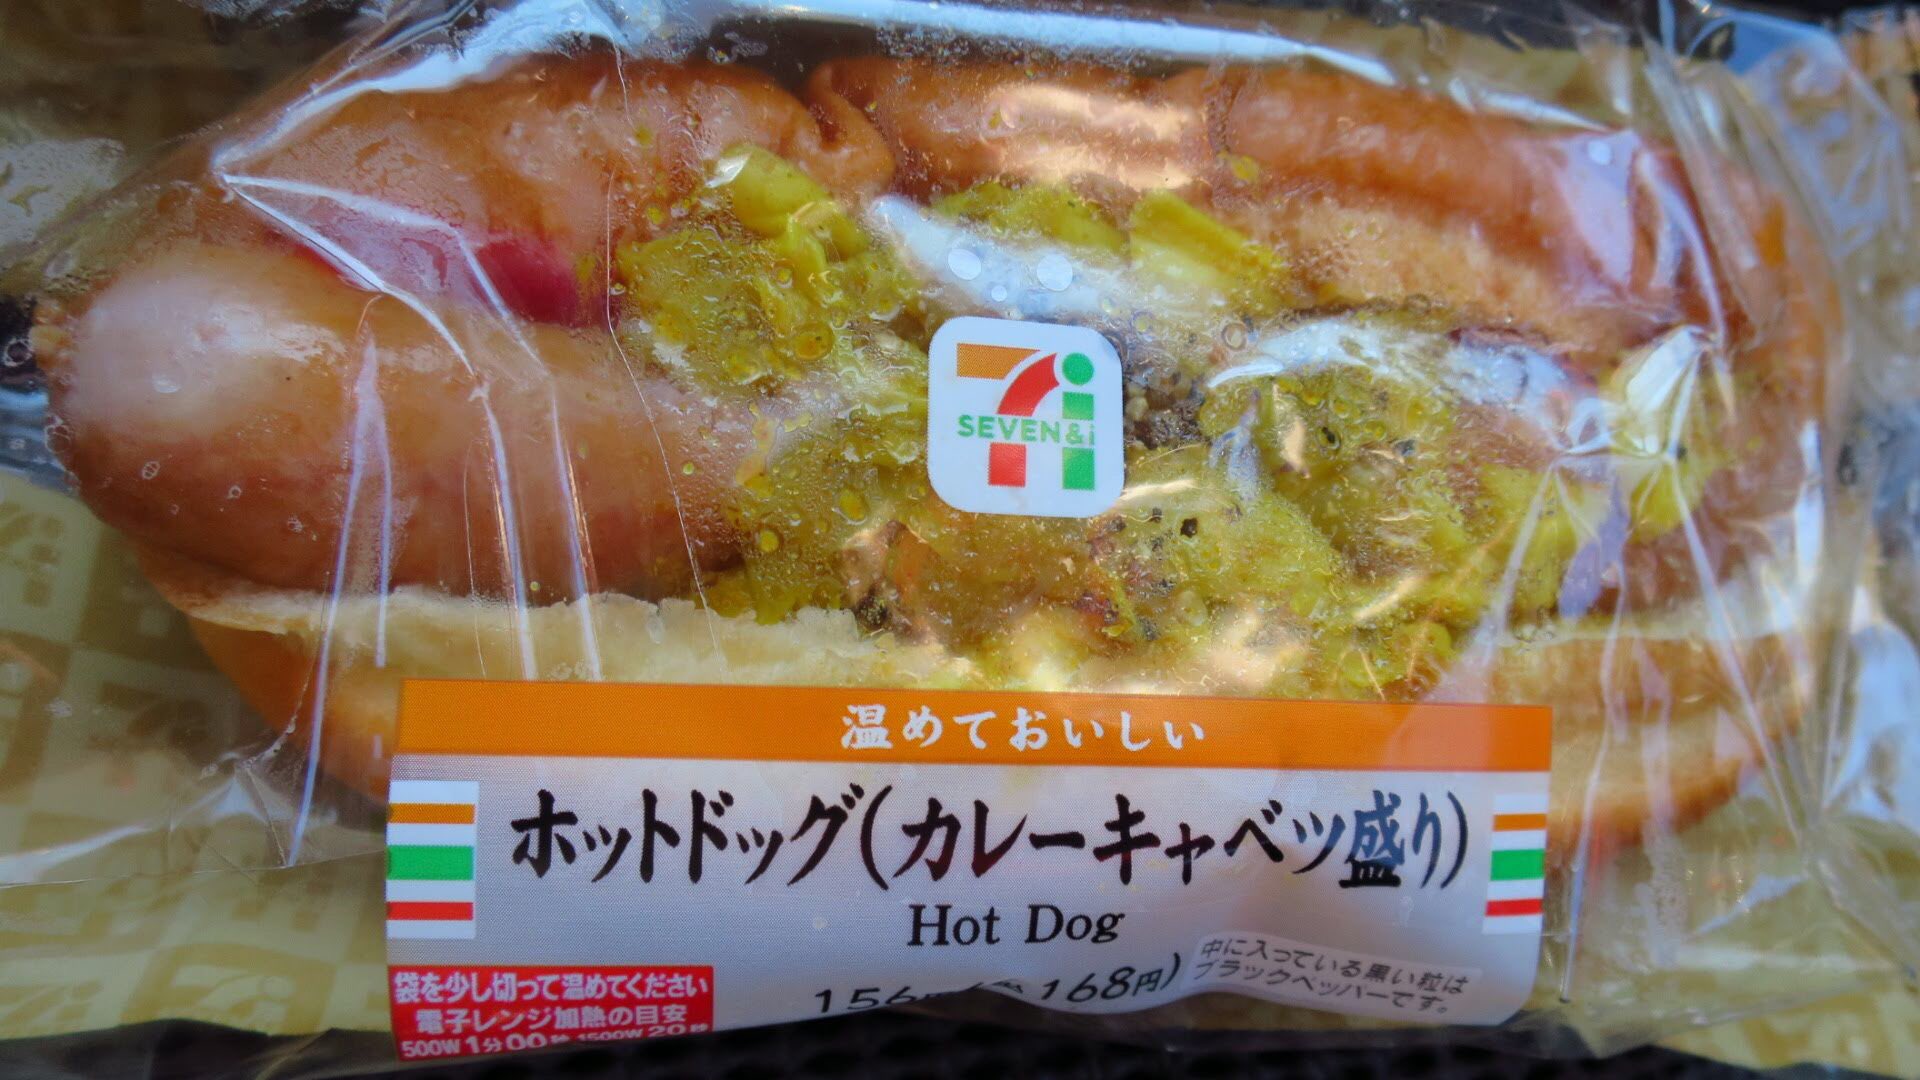 SEVEN&i
温めておいしい
ホットドッグ(カレーキャベツ盛り)
Hot Dog
156 168円)
中に入っている黒い粒は
ブラックペッパーです。
袋を少し切って温めてください
電子レンジ加熱の目安
500W 1分00秒 1500W 20秒